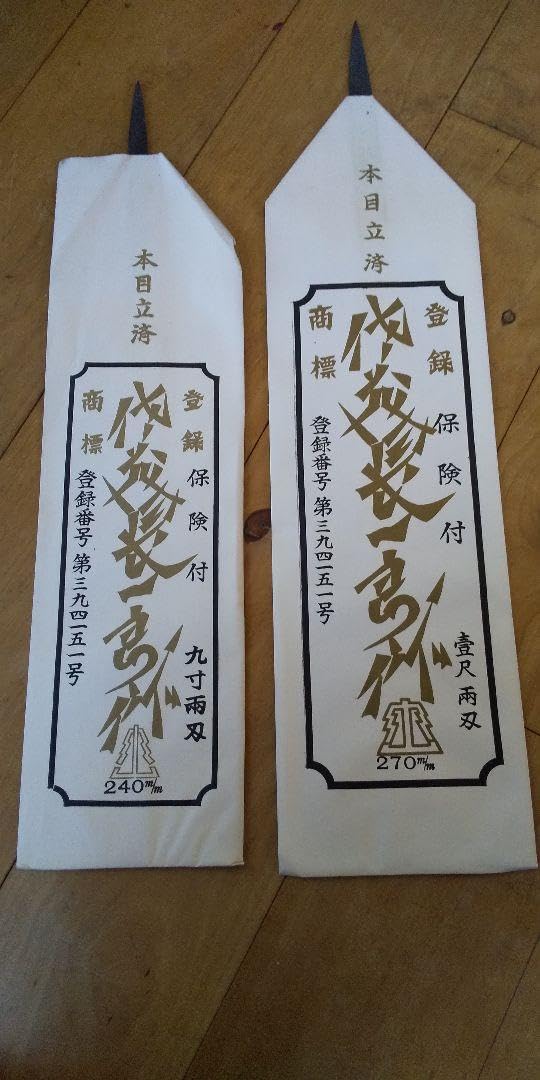 本目立済
登録
商標
保険付
登録番号 第三九四一五一号
九寸両刃
240m/m
本目立済
登録
商標
保険付
登録番号 第三九四一五一号
壹尺両刃
270m/m